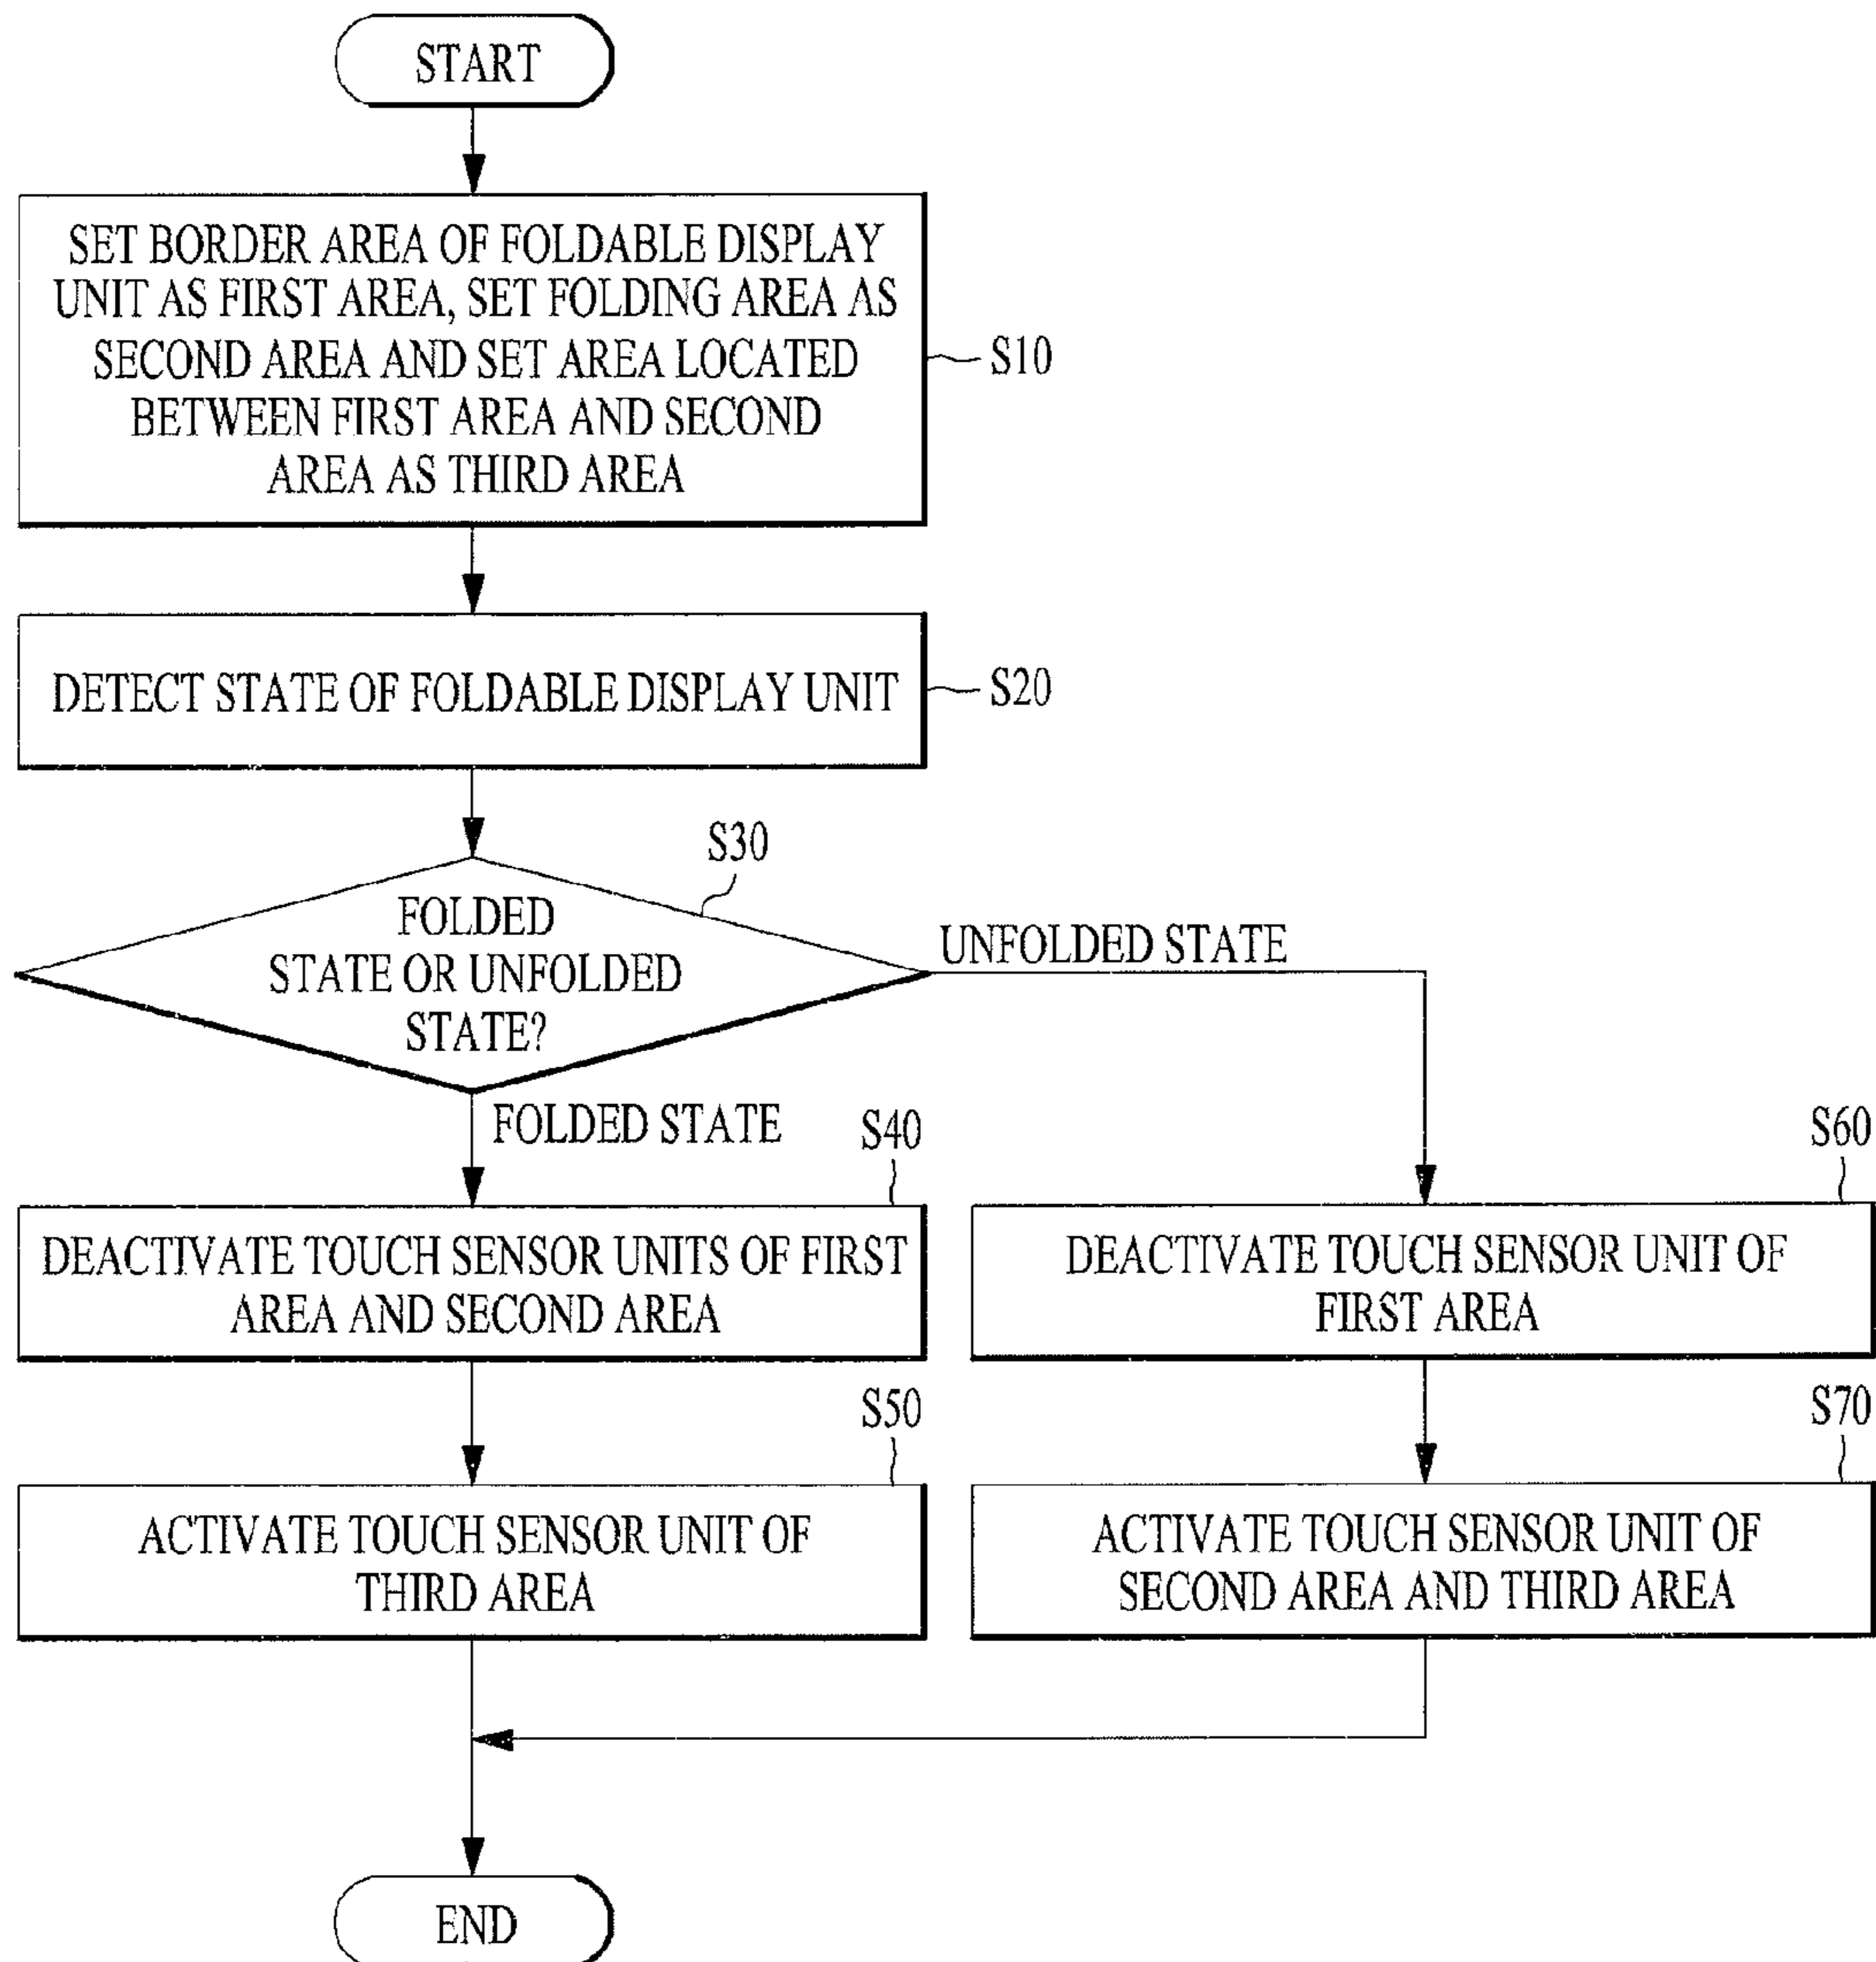 START
SET BORDER AREA OF FOLDABLE DISPLAY
UNIT AS FIRST AREA, SET FOLDING AREA AS
SECOND AREA AND SET AREA LOCATED
BETWEEN FIRST AREA AND SECOND
AREA AS THIRD AREA
S10
DETECT STATE OF FOLDABLE DISPLAY UNIT
S20
S30
FOLDED
STATE OR UNFOLDED
STATE?
UNFOLDED STATE
FOLDED STATE
S40
DEACTIVATE TOUCH SENSOR UNITS OF FIRST
AREA AND SECOND AREA
S60
DEACTIVATE TOUCH SENSOR UNIT OF
FIRST AREA
S50
ACTIVATE TOUCH SENSOR UNIT OF
THIRD AREA
S70
ACTIVATE TOUCH SENSOR UNIT OF
SECOND AREA AND THIRD AREA
END